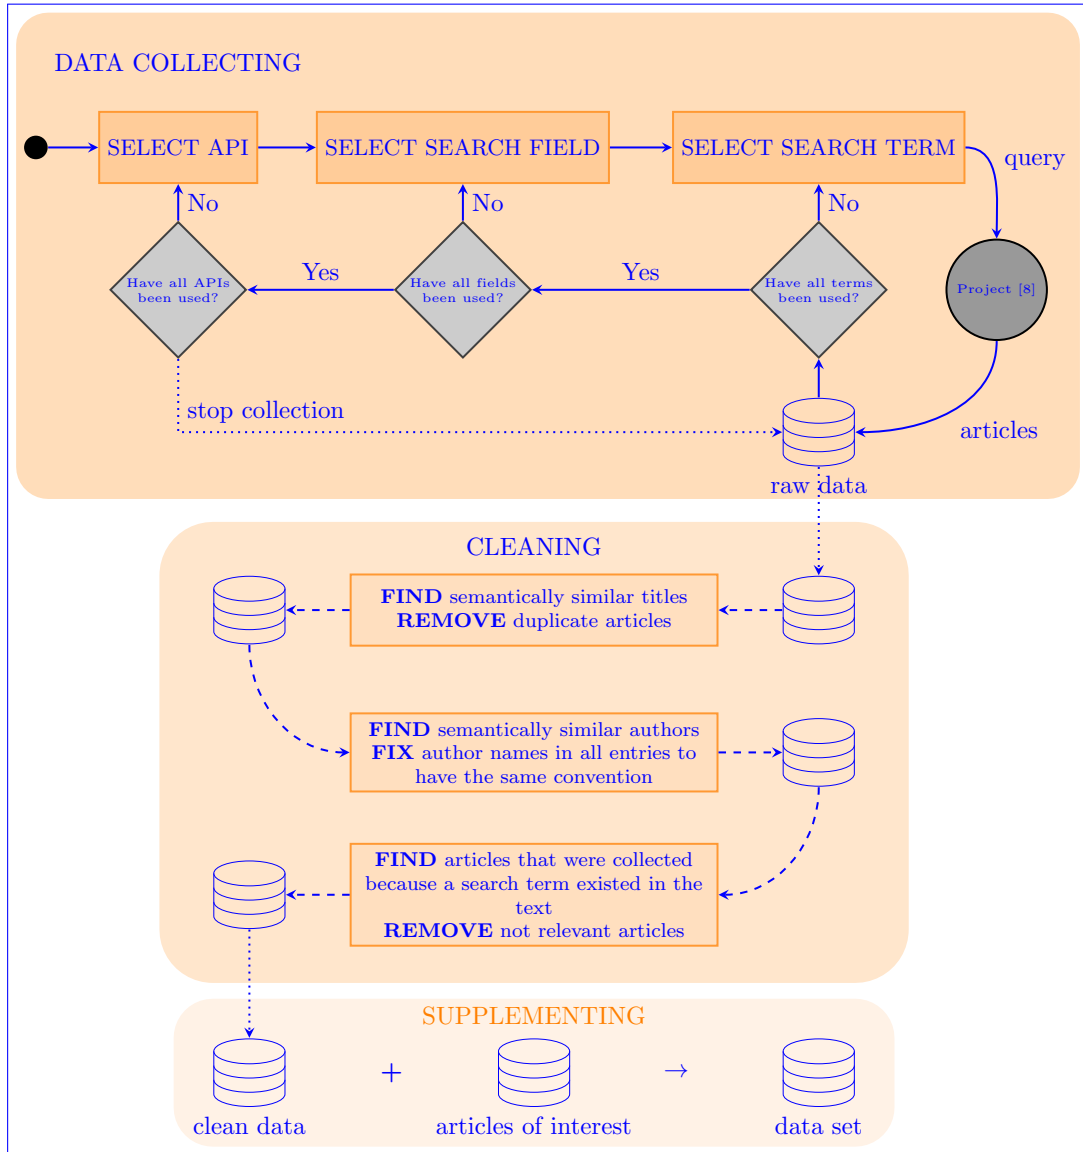 DATA COLLECTING
SELECT API
SELECT SEARCH FIELD
SELECT SEARCH TERM
query
No
No
No
Have all APIs
been used?
Yes
Have all fields
been used?
Yes
Have all terms
been used?
Project [8]
stop collection
articles
raw data
CLEANING
FIND semantically similar titles
REMOVE duplicate articles
FIND semantically similar authors
FIX author names in all entries to
have the same convention
FIND articles that were collected
because a search term existed in the
text
REMOVE not relevant articles
SUPPLEMENTING
+
→
clean data
articles of interest
data set